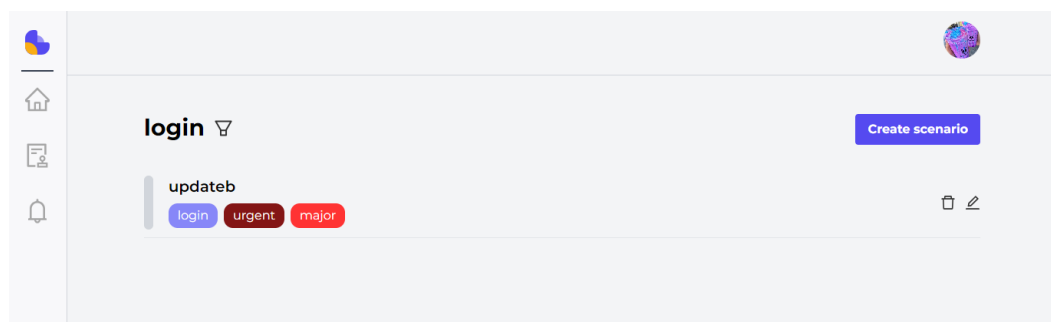 login
Create scenario
updateb
login urgent major